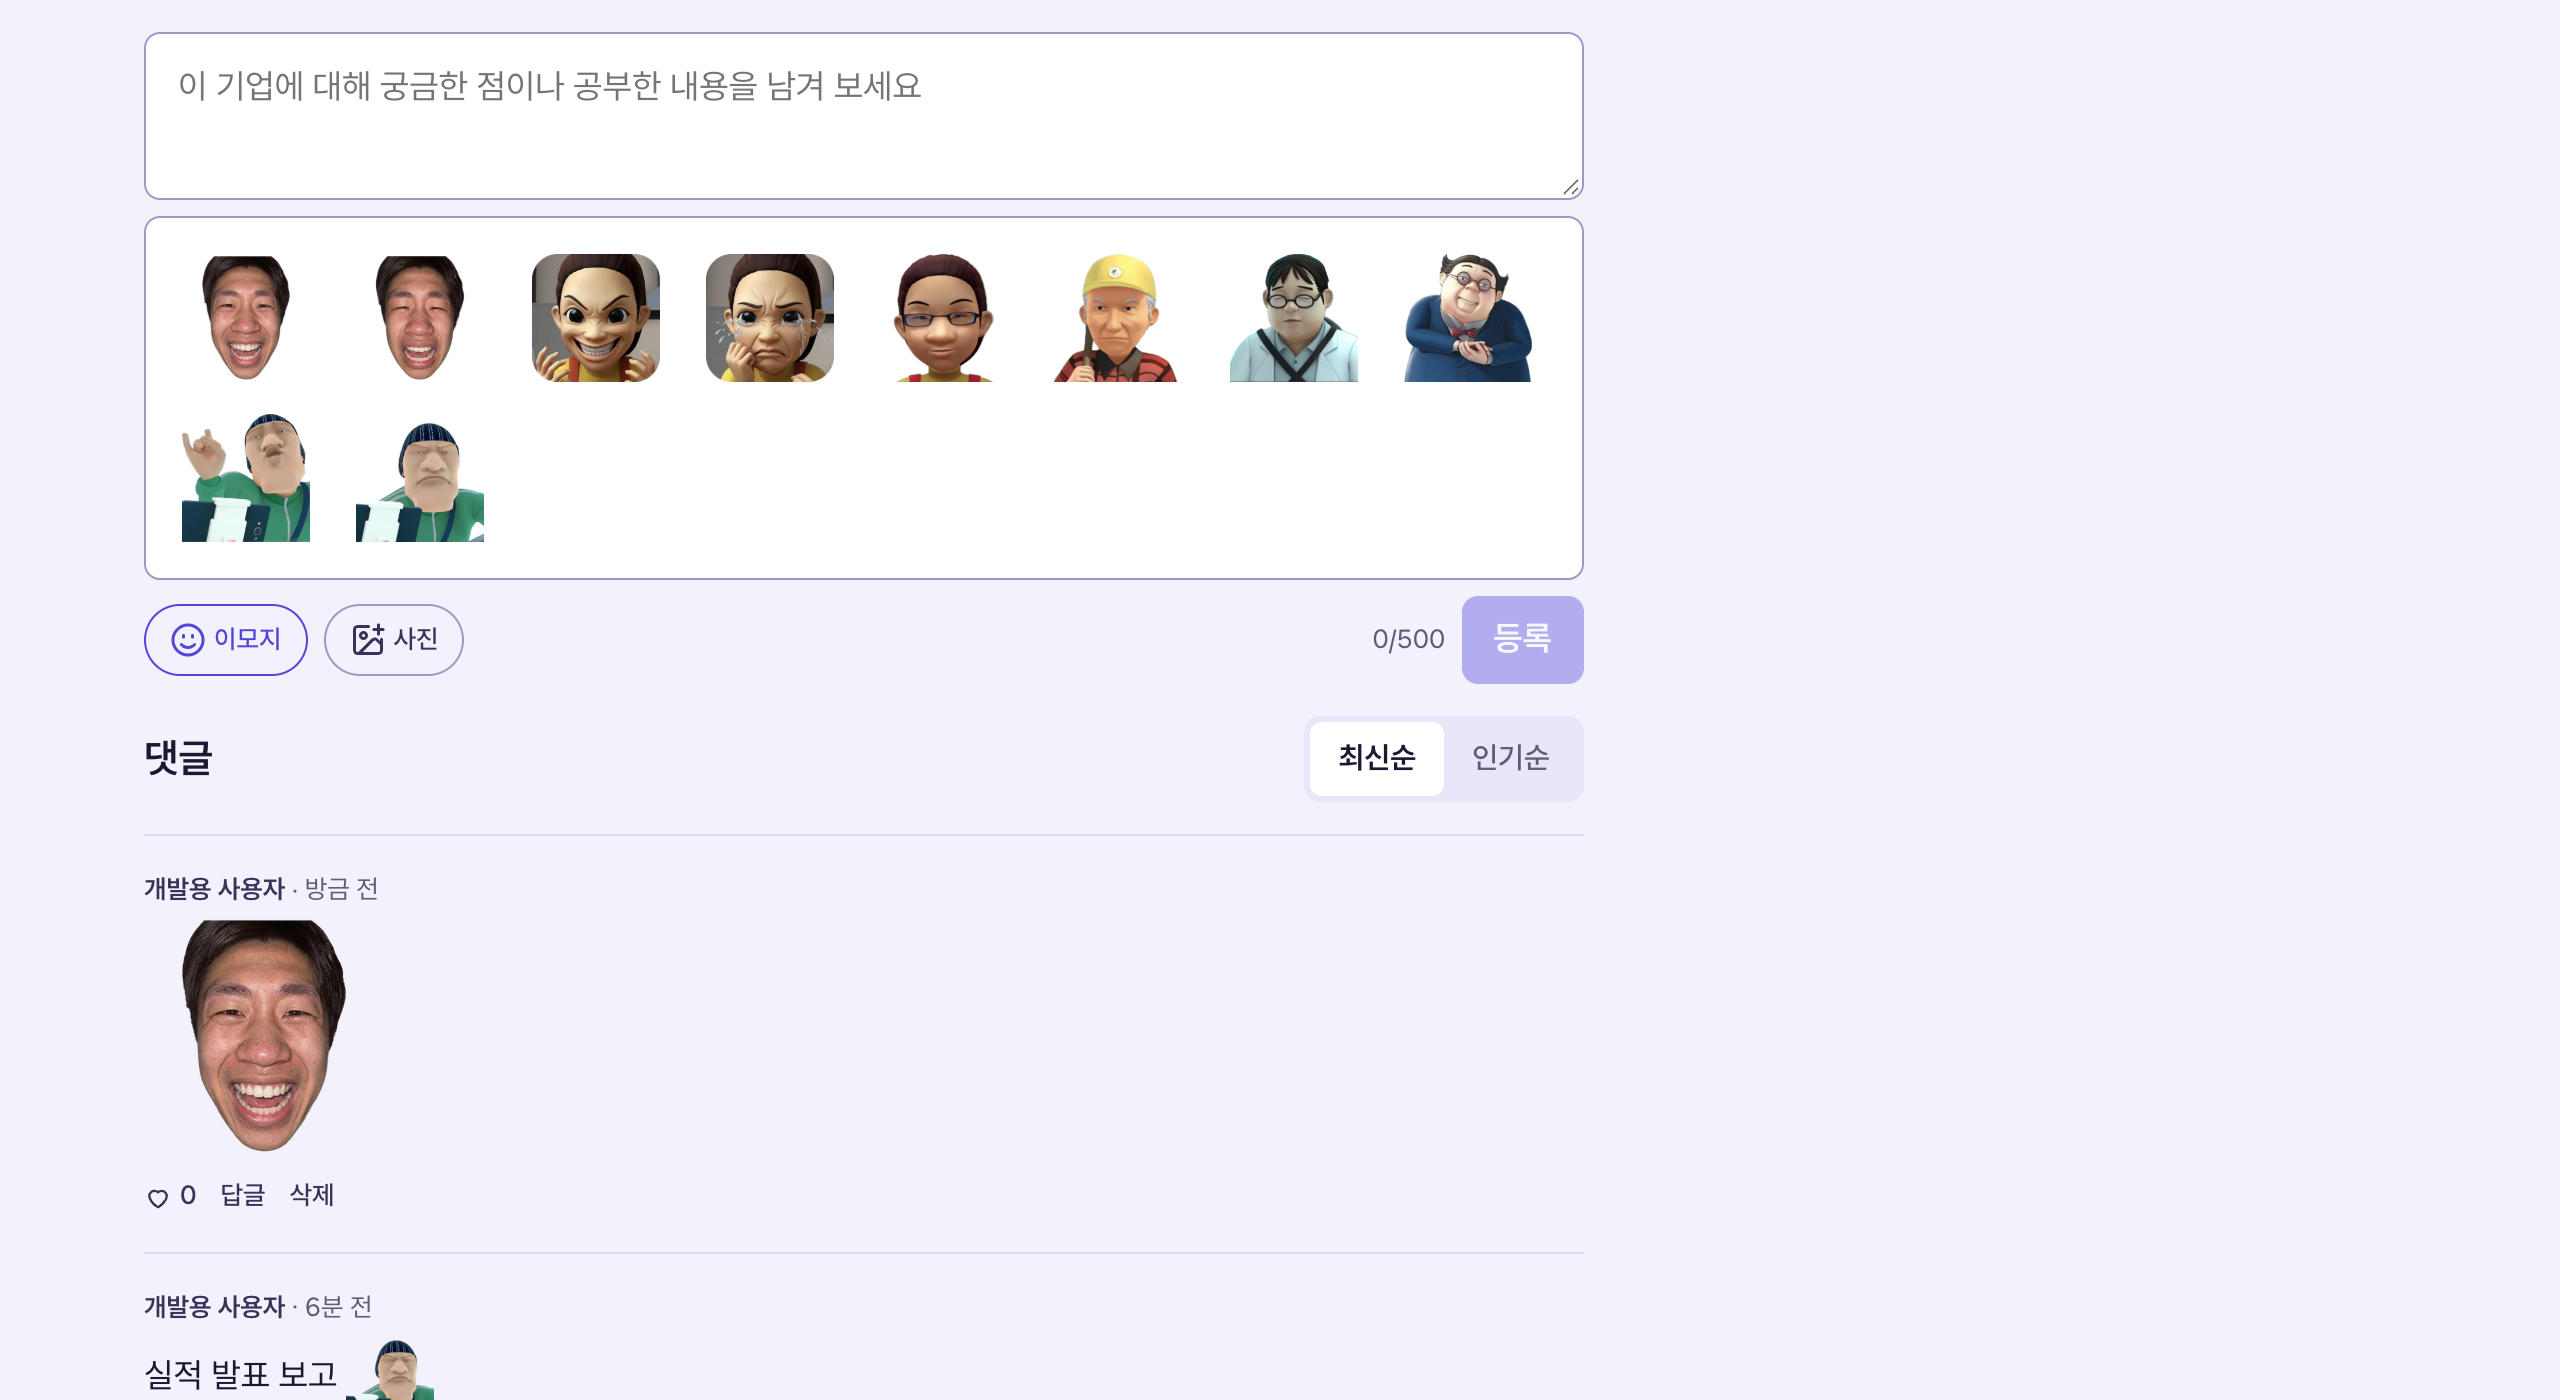 이 기업에 대해 궁금한 점이나 공부한 내용을 남겨 보세요
이모지
사진
0/500
등록
댓글
최신순
인기순
개발용 사용자 · 방금 전
0
답글
삭제
개발용 사용자 · 6분 전
실적 발표 보고